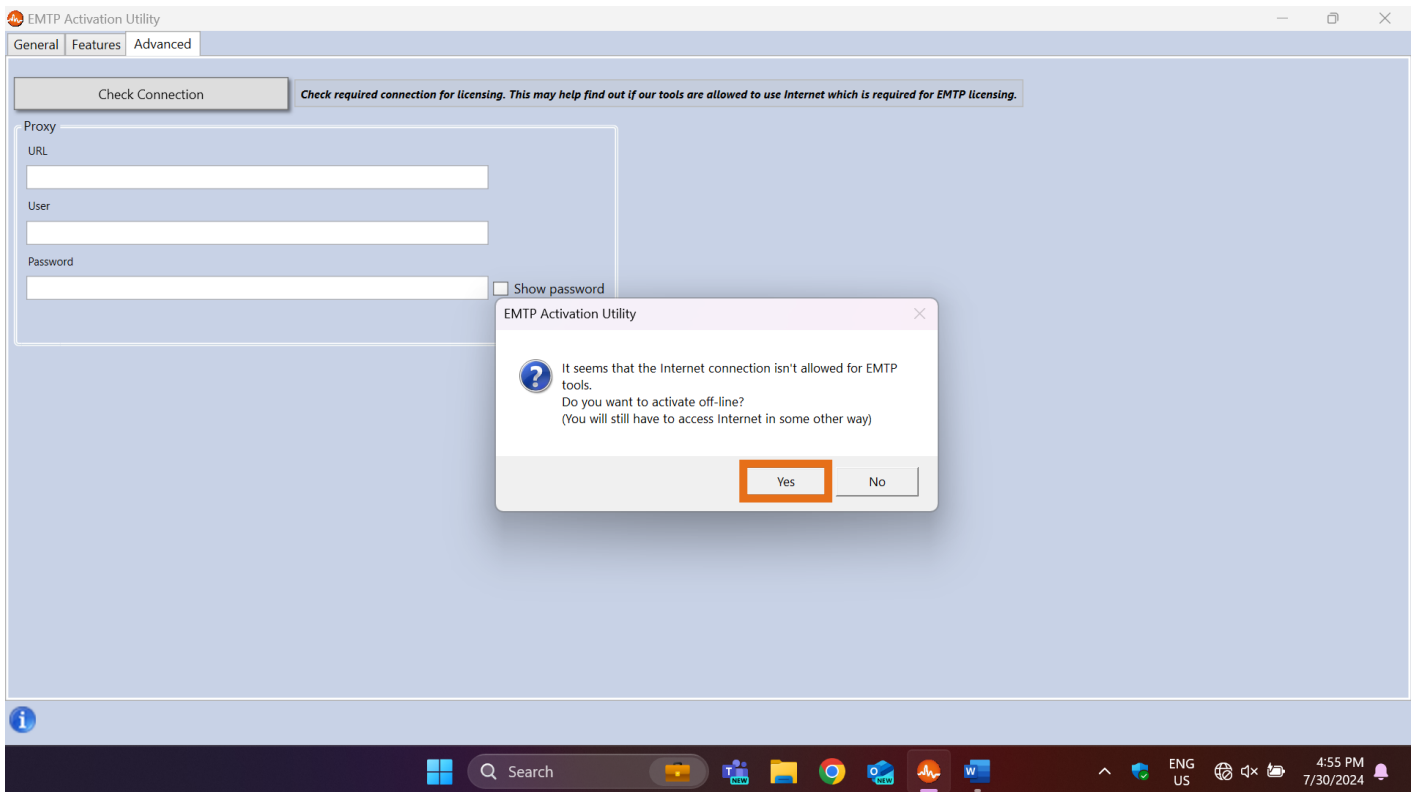 EMTP Activation Utility
General Features Advanced
Check Connection
Check required connection for licensing. This may help find out if our tools are allowed to use Internet which is required for EMTP licensing.
Proxy
URL
User
Password
Show password
EMTP Activation Utility
It seems that the Internet connection isn't allowed for EMTP
tools.
Do you want to activate off-line?
(You will still have to access Internet in some other way)
Yes No
Search
NEW
NEW
ENG
US
4:55 PM
7/30/2024